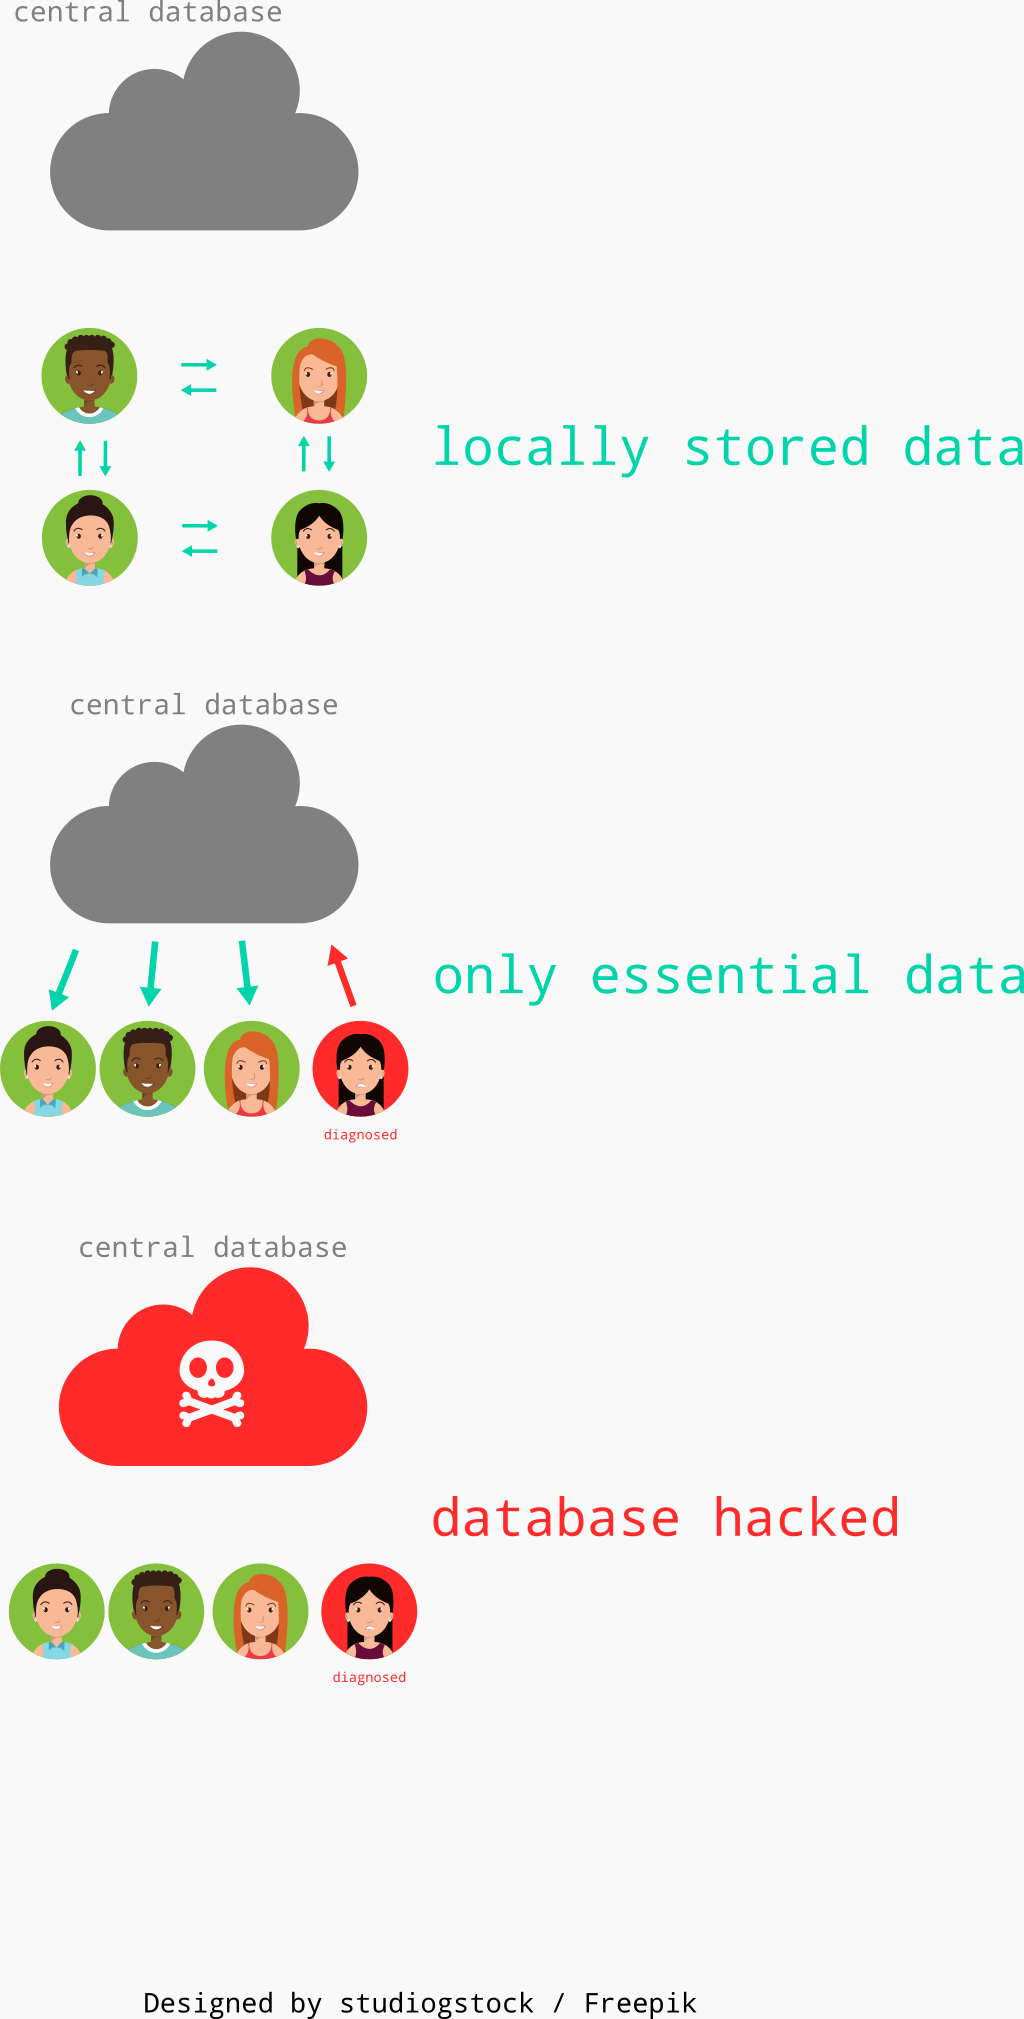 central database
locally stored data
central database
only essential data
diagnosed
central database
database hacked
diagnosed
Designed by studiogstock / Freepik